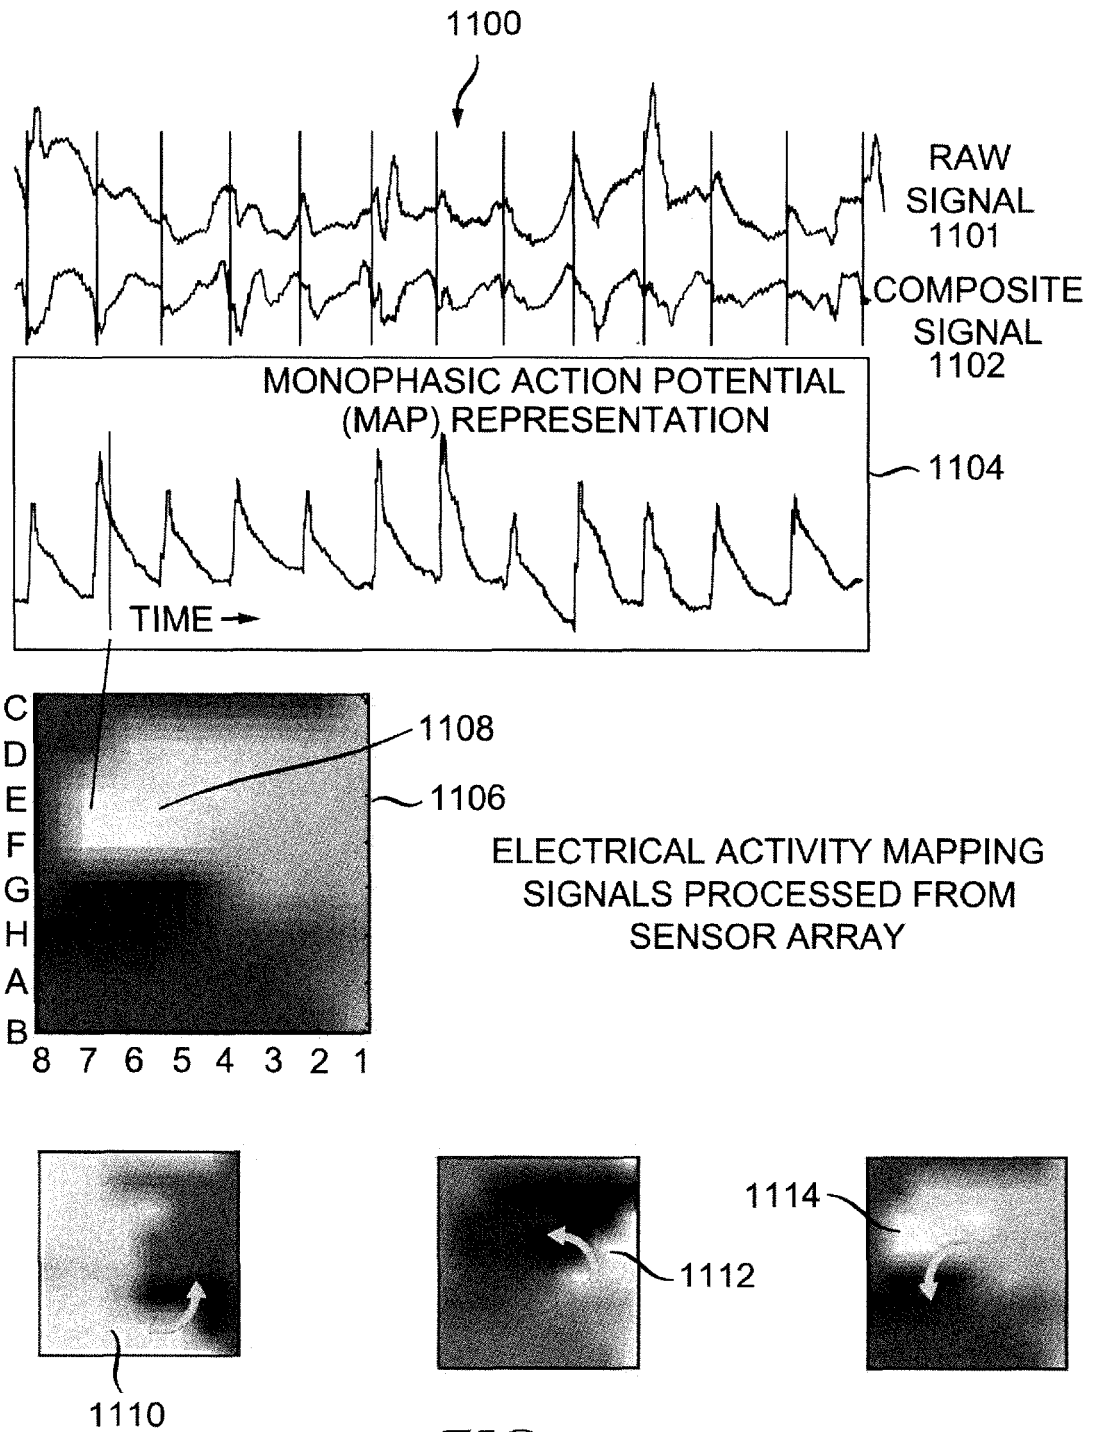 1100
RAW
SIGNAL
1101
COMPOSITE
SIGNAL
1102
MONOPHASIC ACTION POTENTIAL
(MAP) REPRESENTATION
1104
TIME
C
D
E
F
G
H
A
B
8 7 6 5 4 3 2 1
1108
1106
ELECTRICAL ACTIVITY MAPPING
SIGNALS PROCESSED FROM
SENSOR ARRAY
1110
1112
1114